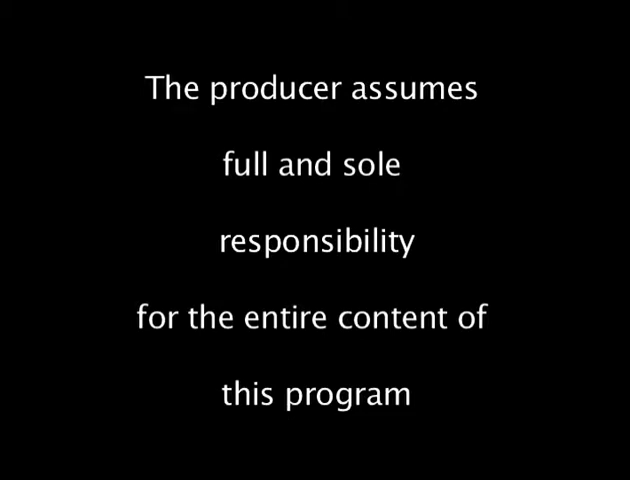 The producer assumes
full and sole
responsibility
for the entire content of
this program